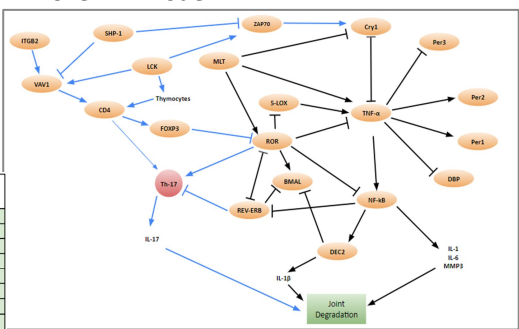 ITGB2
SHP-1
ZAP70
Cry1
Per3
VAV1
LCK
MLT
Thymocytes
CD4
5-LOX
TNF-α
Per2
FOXP3
ROR
Per1
Th-17
BMAL
DBP
REV-ERB
NF-kB
IL-17
DEC2
IL-1
IL-6
MMP3
IL-1β
Joint
Degradation